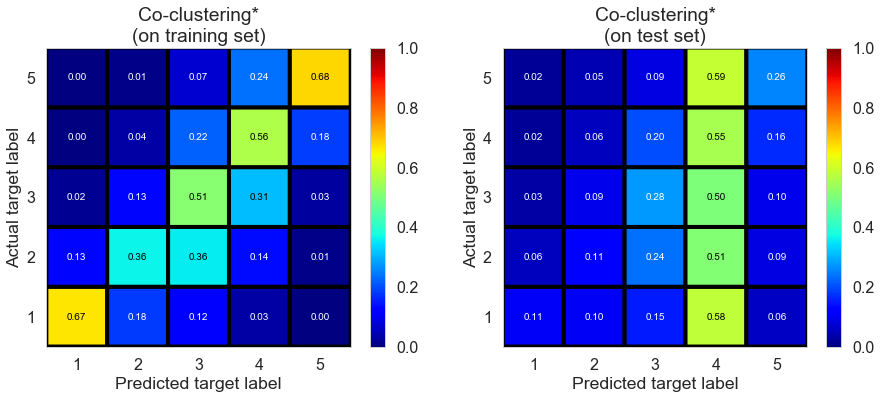 Co-clustering*
(on training set)
Actual target label
5
4
3
2
1
0.00 0.01 0.07 0.24 0.68
0.00 0.04 0.22 0.56 0.18
0.02 0.13 0.51 0.31 0.03
0.13 0.36 0.36 0.14 0.01
0.67 0.18 0.12 0.03 0.00
1 2 3 4 5
Predicted target label
1.0
0.8
0.6
0.4
0.2
0.0
Co-clustering*
(on test set)
Actual target label
5
4
3
2
1
0.02 0.05 0.09 0.59 0.26
0.02 0.06 0.20 0.55 0.16
0.03 0.09 0.28 0.50 0.10
0.06 0.11 0.24 0.51 0.09
0.11 0.10 0.15 0.58 0.06
1 2 3 4 5
Predicted target label
1.0
0.8
0.6
0.4
0.2
0.0